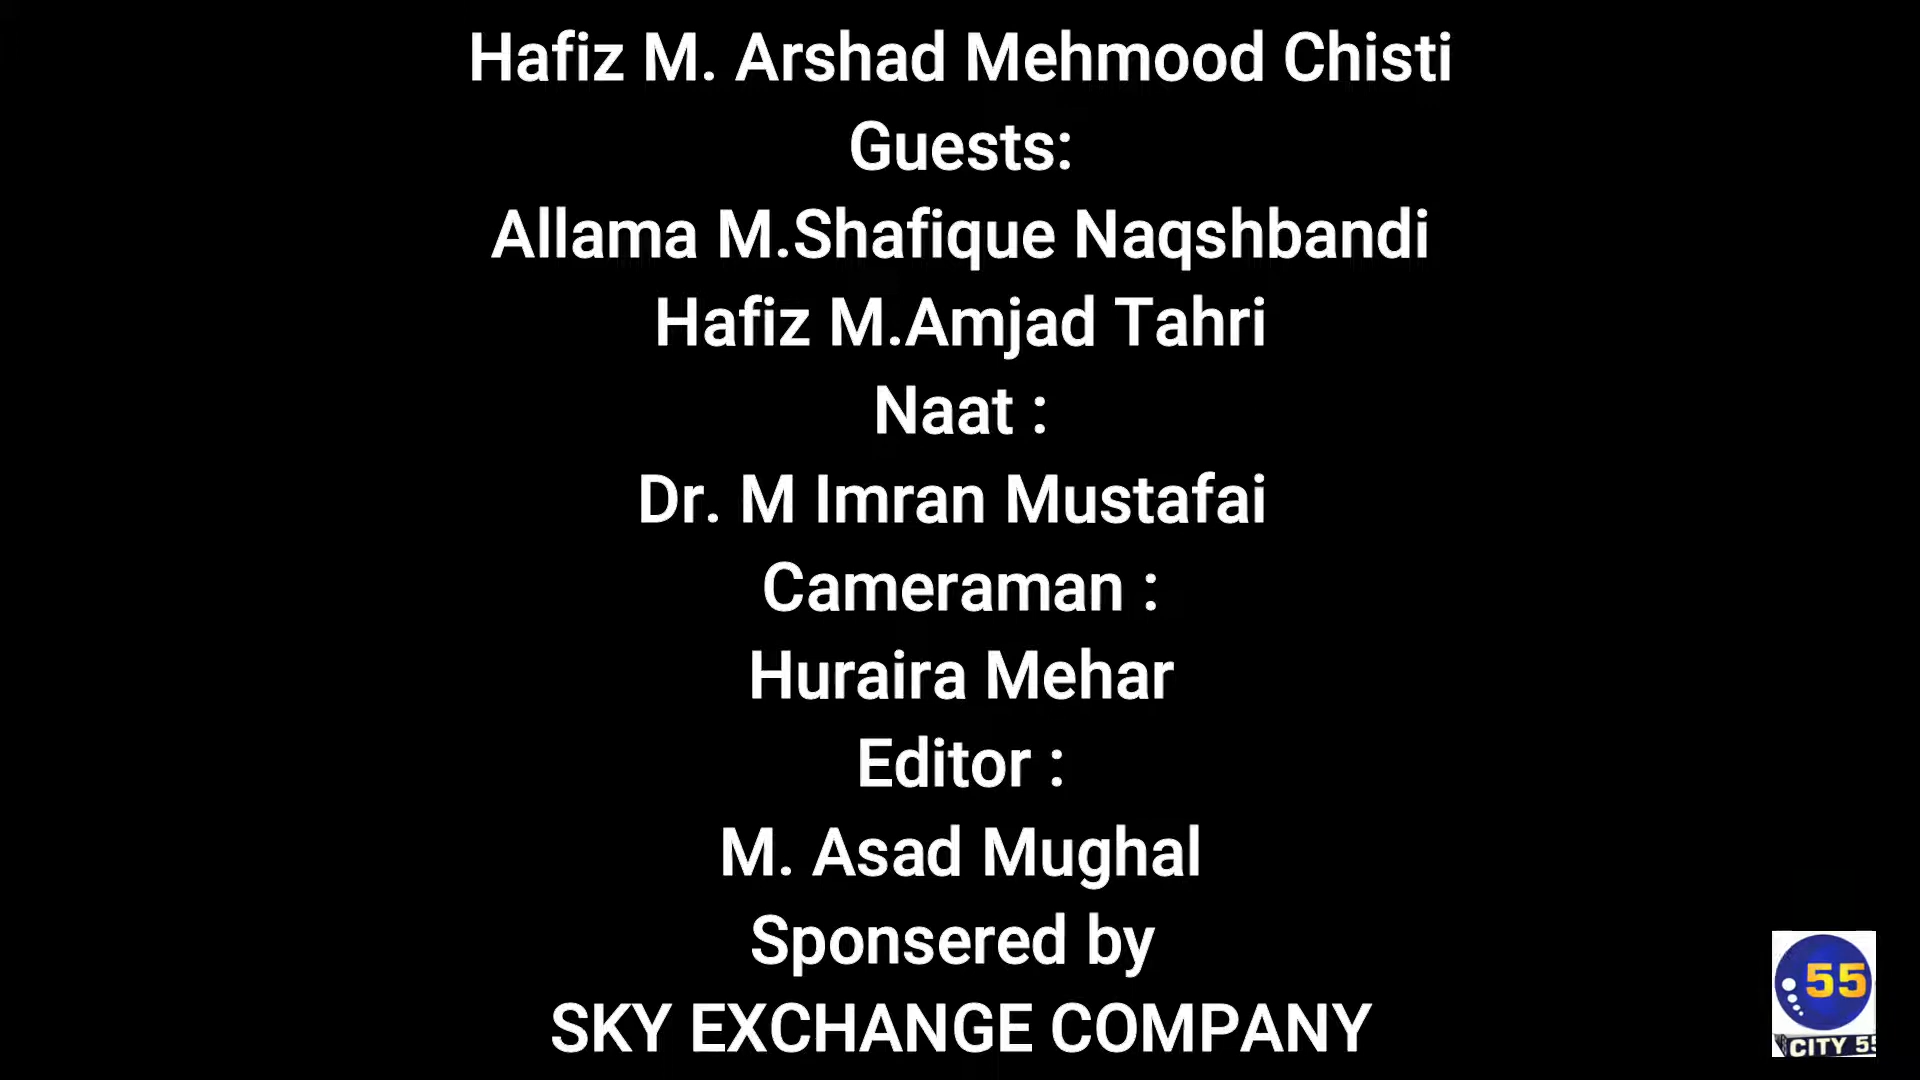 Hafiz M. Arshad Mehmood Chisti
Guests:
Allama M.Shafique Naqshbandi
Hafiz M.Amjad Tahri
Naat :
Dr. M Imran Mustafai
Cameraman :
Huraira Mehar
Editor :
M. Asad Mughal
Sponsered by
SKY EXCHANGE COMPANY
55
CITY 55